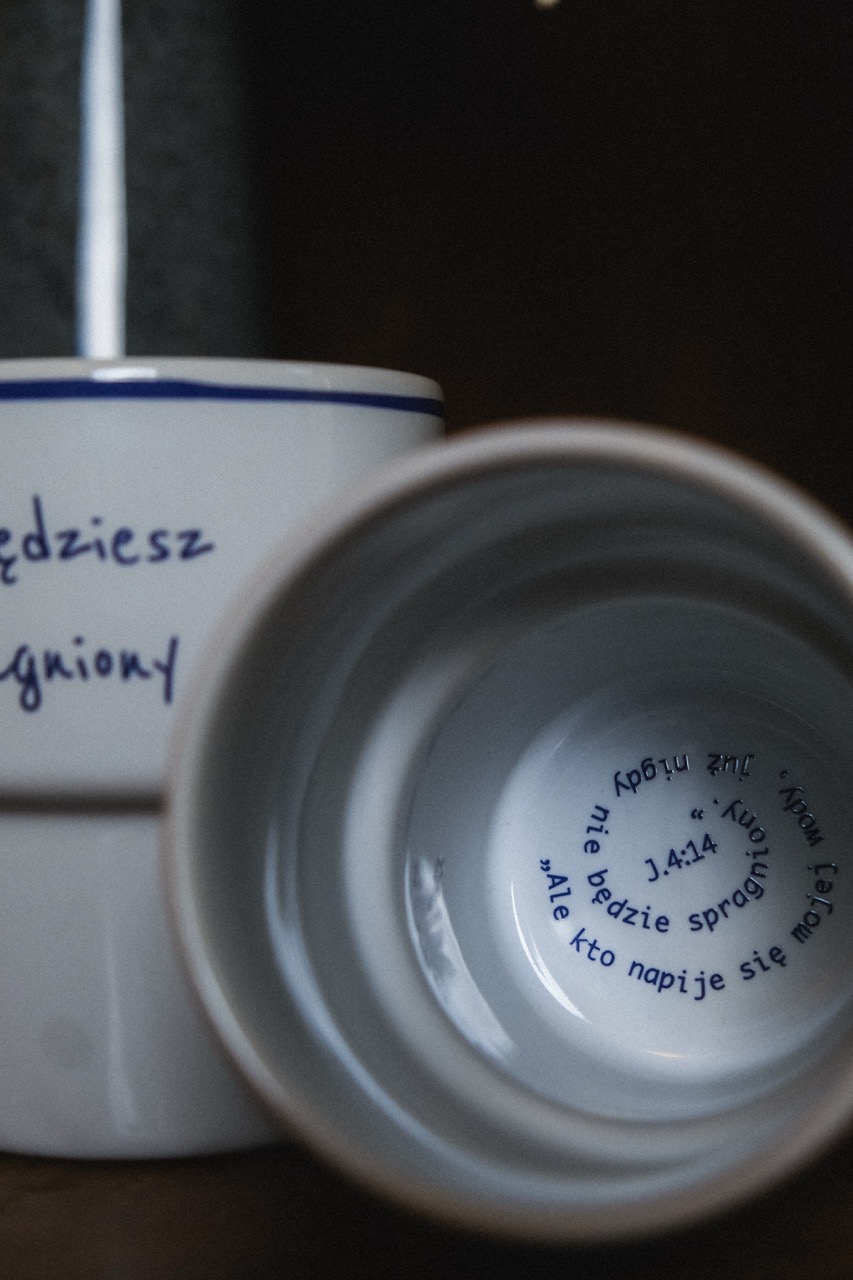 ędziesz
gniony
„Ale kto napije się mojej wody, już nigdy nie będzie spragniony.”
J.4:14